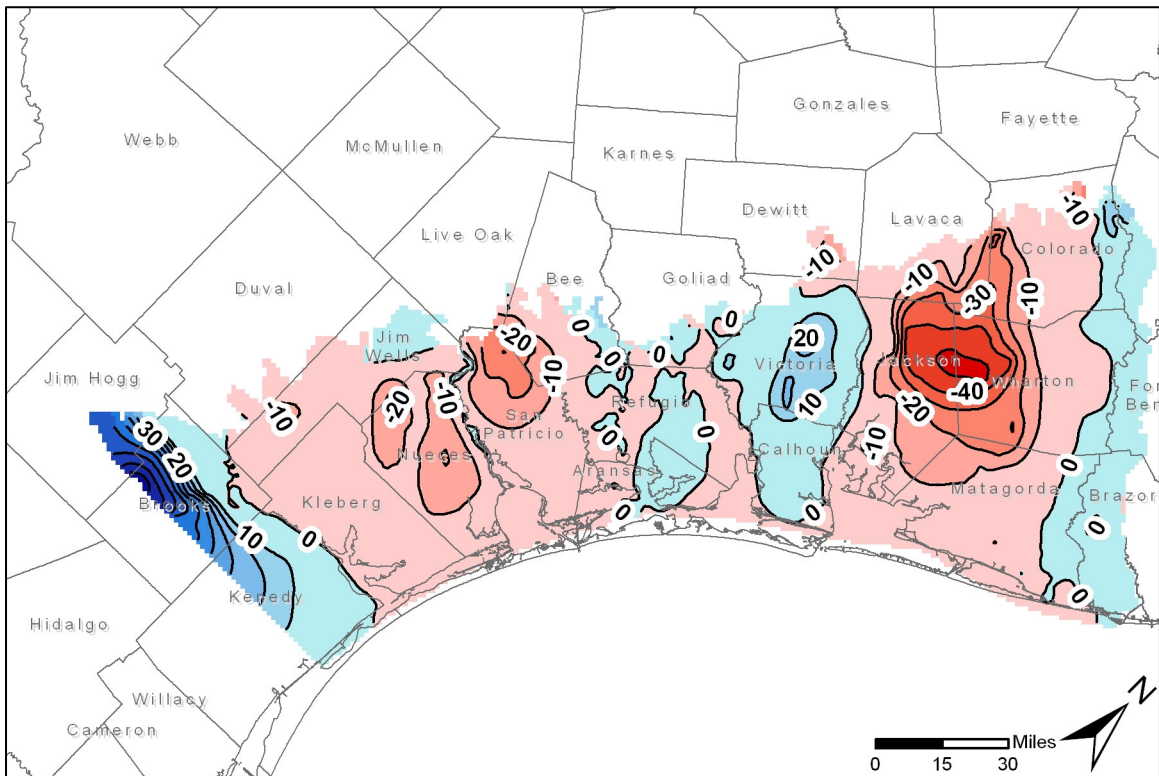 Gonzales
Fayette
Webb
McMullen
Karnes
Dewitt
Lavaca
-10
Colorado
Live Oak
Bee
Goliad
-10
-10
-30
-10
Duval
0
0
20
-20
Jim
Wells
0
0
Victoria
Jackson
Wharton
-40
Jim Hogg
-10
-20
-10
-10
San
Patricio
Refugio
10
-20
Fort
Bend
30
20
Nueces
0
0
Calhoun
-10
0
Brooks
Kleberg
Aransas
Matagorda
Brazor
10
0
0
0
0
0
Kenedy
Hidalgo
Willacy
Cameron
N
Miles
0 15 30